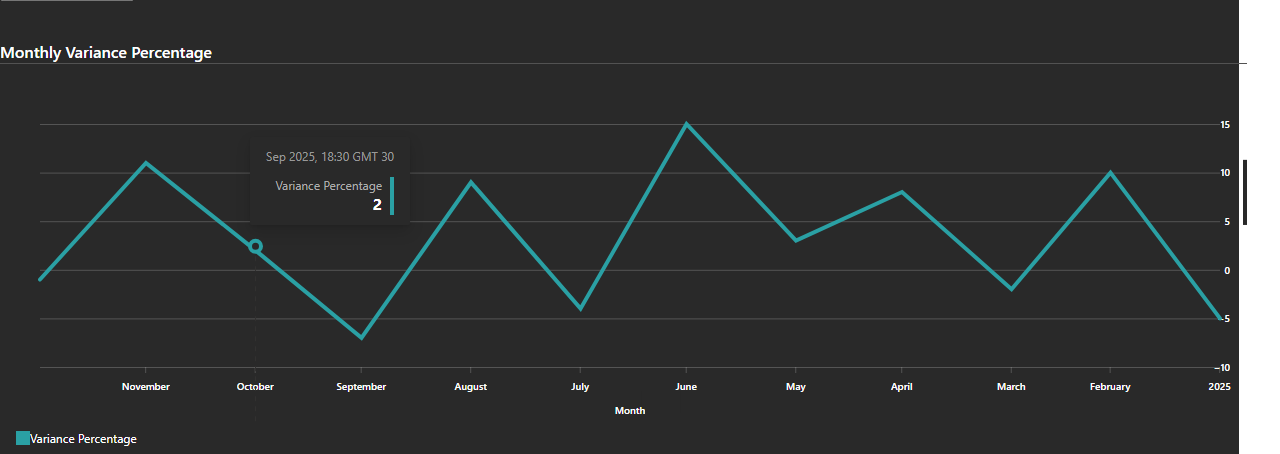 Monthly Variance Percentage
15
Sep 2025, 18:30 GMT 30
10
Variance Percentage
2
5
0
-5
−10
November October September August July June May April March February 2025
Month
Variance Percentage